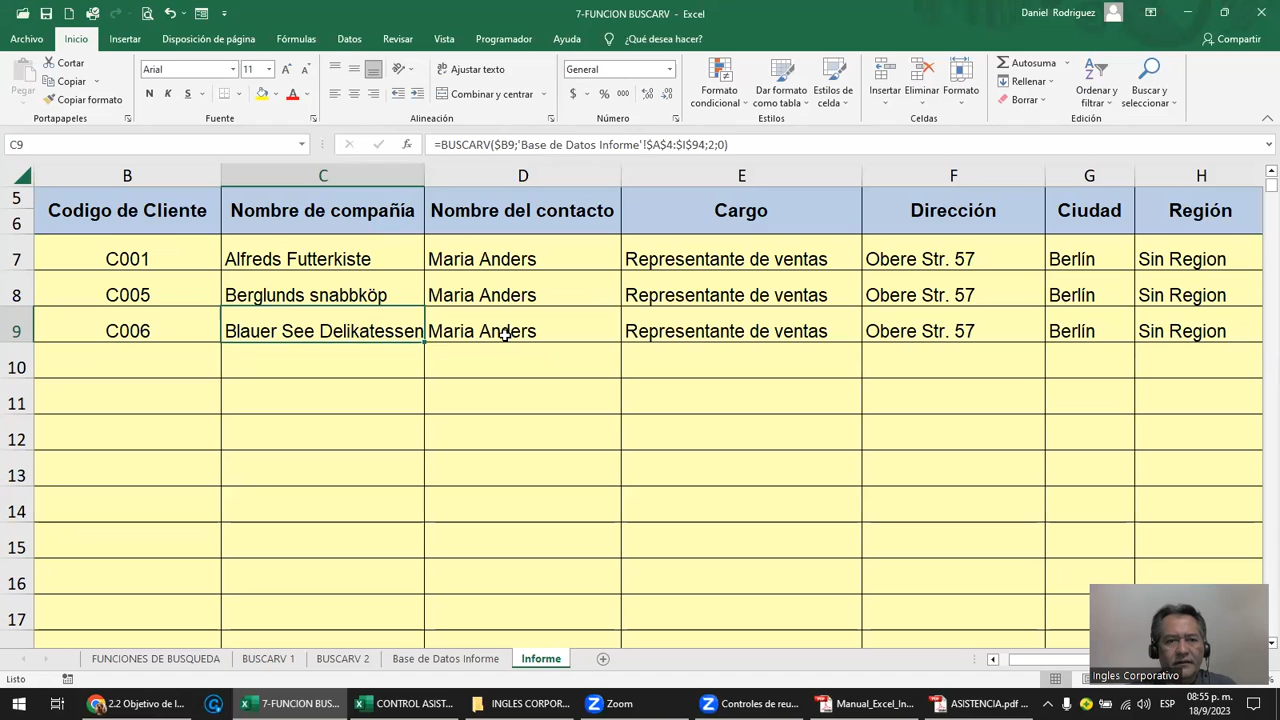 7-FUNCION BUSCARV - Excel
Daniel Rodriguez
Archivo Inicio Insertar Disposición de página Fórmulas Datos Revisar Vista Programador Ayuda ¿Qué desea hacer? Compartir
Pegar
Cortar
Copiar
Copiar formato
Portapapeles
Arial 11
N K S
Fuente
Ajustar texto
Combinar y centrar
Alineación
General
$ % 000
Número
Formato condicional
Dar formato como tabla
Estilos de celda
Estilos
Insertar Eliminar Formato
Celdas
Autosuma
Rellenar
Borrar
Ordenar y filtrar
Buscar y seleccionar
Edición
C9 fx =BUSCARV($B9;'Base de Datos Informe'!$A$4:$I$94;2;0)
B C D E F G H
5
6 Codigo de Cliente Nombre de compañía Nombre del contacto Cargo Dirección Ciudad Región
7 C001 Alfreds Futterkiste Maria Anders Representante de ventas Obere Str. 57 Berlín Sin Region
8 C005 Berglunds snabbköp Maria Anders Representante de ventas Obere Str. 57 Berlín Sin Region
9 C006 Blauer See Delikatessen Maria Anders Representante de ventas Obere Str. 57 Berlín Sin Region
10
11
12
13
14
15
16
17
Ingles Corporativo
FUNCIONES DE BUSQUEDA BUSCARV 1 BUSCARV 2 Base de Datos Informe Informe
Listo
2.2 Objetivo de l... 7-FUNCION BUS... CONTROL ASIST... INGLES CORPOR... Zoom Controles de reu... Manual_Excel_In... ASISTENCIA.pdf ... ESP
08:55 p. m.
18/9/2023